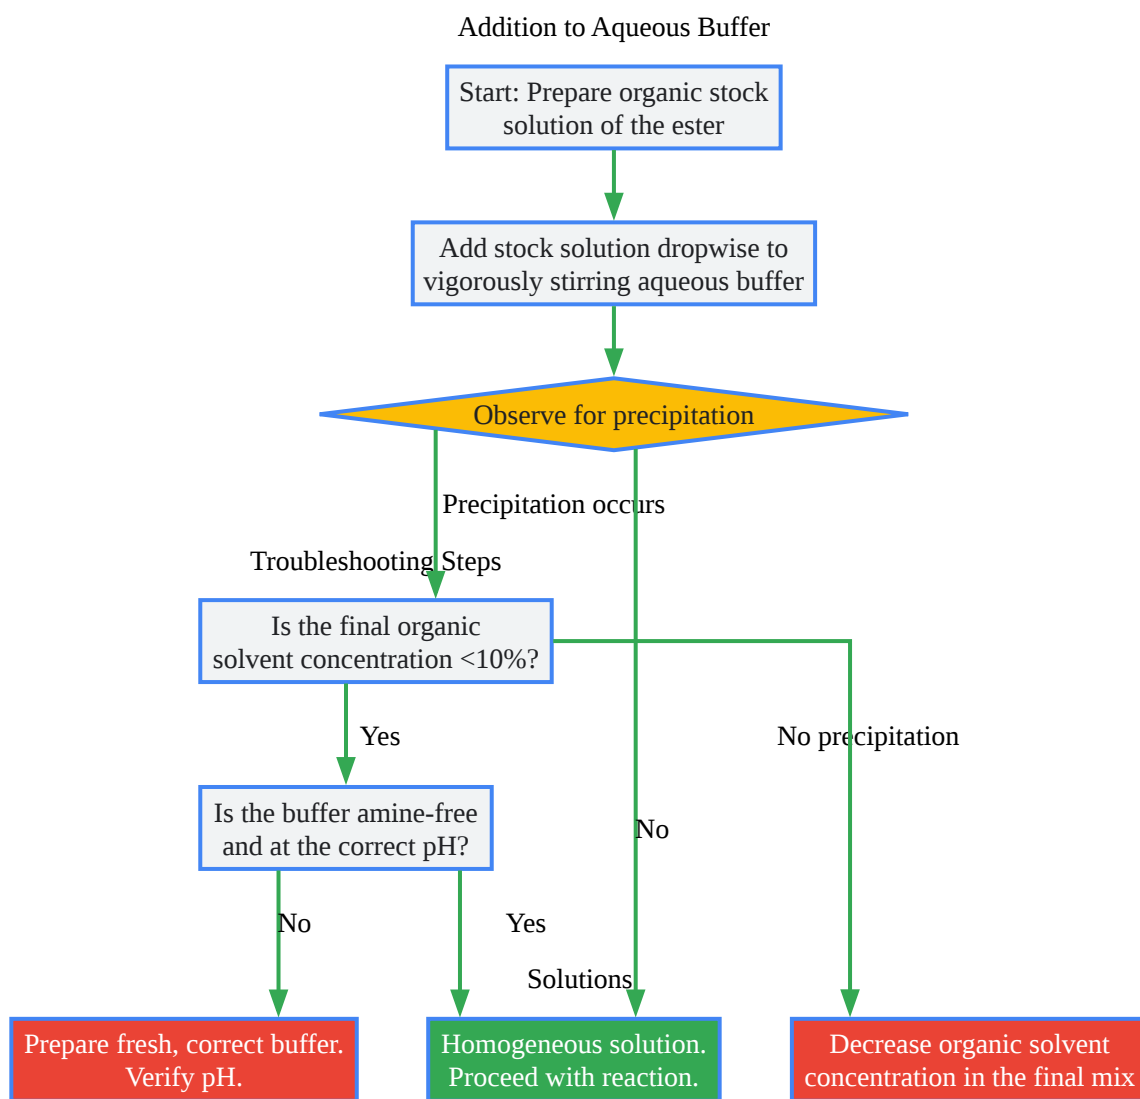 Addition to Aqueous Buffer
Start: Prepare organic stock
solution of the ester
Add stock solution dropwise to
vigorously stirring aqueous buffer
Observe for precipitation
Precipitation occurs
Troubleshooting Steps
Is the final organic
solvent concentration <10%?
Yes
No precipitation
Is the buffer amine-free
and at the correct pH?
No
No
Yes
Solutions
Prepare fresh, correct buffer.
Verify pH.
Homogeneous solution.
Proceed with reaction.
Decrease organic solvent
concentration in the final mix